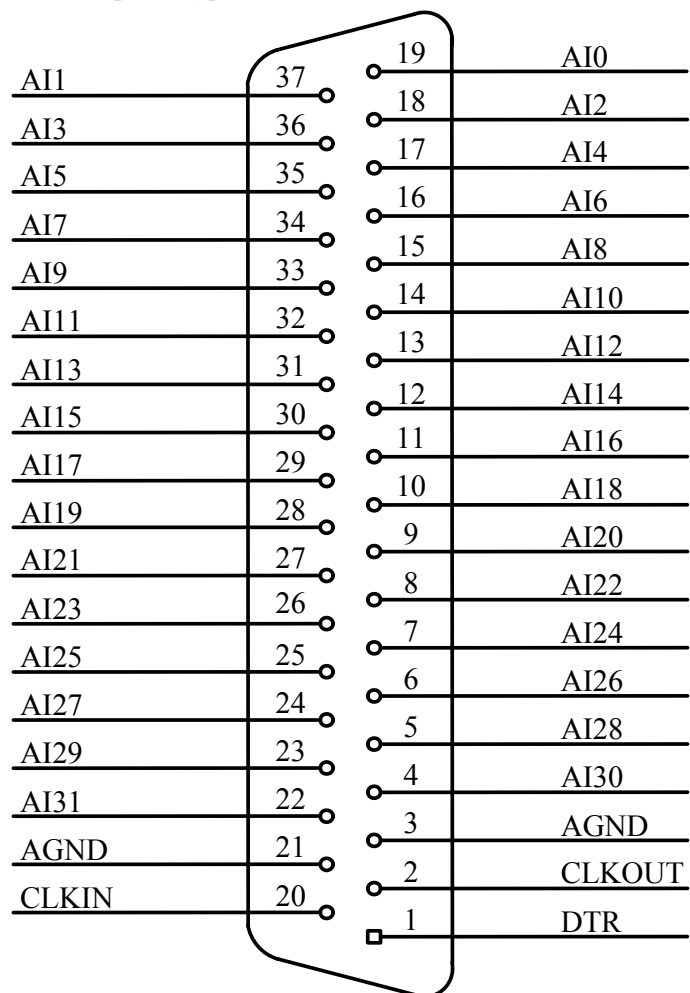 19 AI0
AI1 37
18 AI2
AI3 36
17 AI4
AI5 35
16 AI6
AI7 34
15 AI8
AI9 33
14 AI10
AI11 32
13 AI12
AI13 31
12 AI14
AI15 30
11 AI16
AI17 29
10 AI18
AI19 28
9 AI20
AI21 27
8 AI22
AI23 26
7 AI24
AI25 25
6 AI26
AI27 24
5 AI28
AI29 23
4 AI30
AI31 22
3 AGND
AGND 21
2 CLKOUT
CLKIN 20
1 DTR